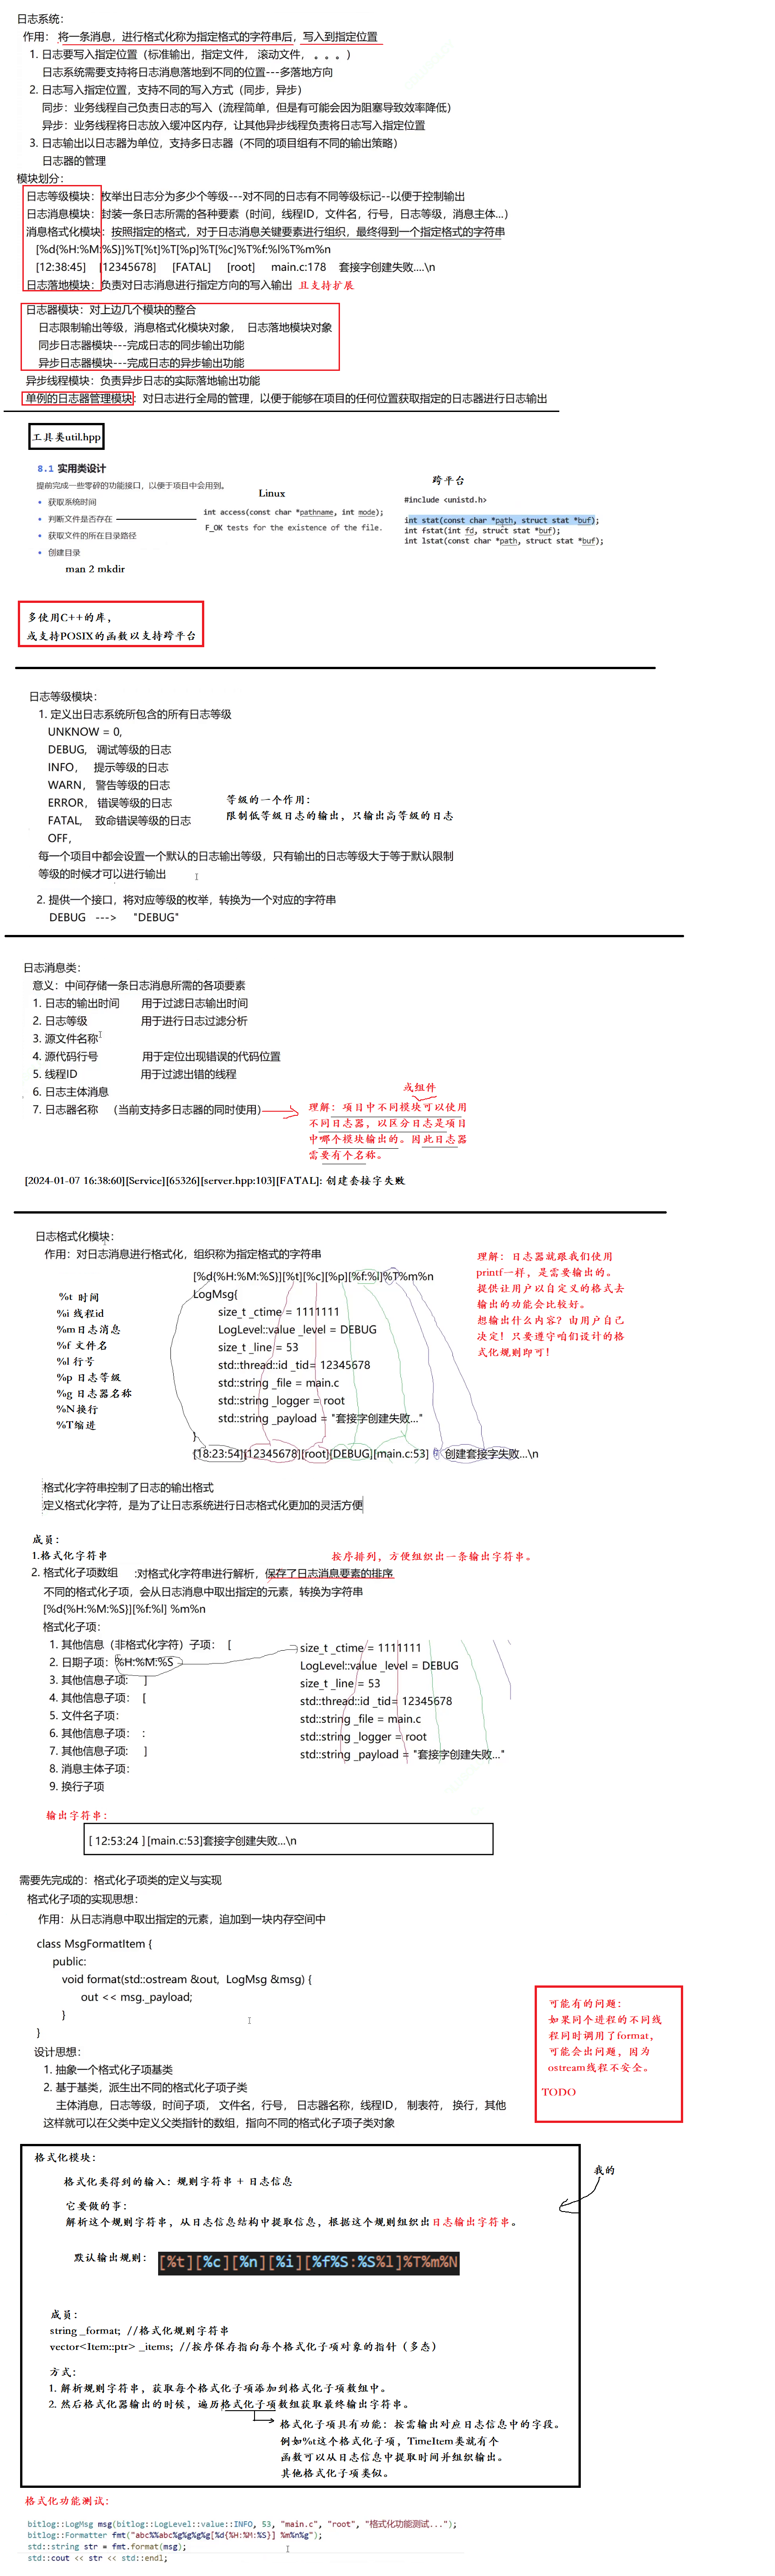 日志系统：
作用：将一条消息，进行格式化称为指定格式的字符串后，写入到指定位置
1. 日志要写入指定位置（标准输出，指定文件，滚动文件，。。。）
日志系统需要支持将日志消息落地到不同的位置---多落地方向
2. 日志写入指定位置，支持不同的写入方式（同步，异步）
同步：业务线程自己负责日志的写入（流程简单，但是有可能会因为阻塞导致效率降低）
异步：业务线程将日志放入缓冲区内存，让其他异步线程负责将日志写入指定位置
3. 日志输出以日志器为单位，支持多日志器（不同的项目组有不同的输出策略）
日志器的管理
模块划分：
日志等级模块：枚举出日志分为多少个等级---对不同的日志有不同等级标记--以便于控制输出
日志消息模块：封装一条日志所需的各种要素（时间，线程ID，文件名，行号，日志等级，消息主体...）
消息格式化模块：按照指定的格式，对于日志消息关键要素进行组织，最终得到一个指定格式的字符串
[%d{%H:%M:%S}]%T[%t]%T[%p]%T[%c]%T%f:%l%T%m%n
[12:38:45] [12345678] [FATAL] [root] main.c:178 套接字创建失败....\n
日志落地模块：负责对日志消息进行指定方向的写入输出 且支持扩展
日志器模块：对上边几个模块的整合
日志限制输出等级，消息格式化模块对象，日志落地模块对象
同步日志器模块---完成日志的同步输出功能
异步日志器模块---完成日志的异步输出功能
异步线程模块：负责异步日志的实际落地输出功能
单例的日志器管理模块：对日志进行全局的管理，以便于能够在项目的任何位置获取指定的日志器进行日志输出
工具类util.hpp
8.1 实用类设计
提前完成一些零碎的功能接口，以便于项目中会用到。
• 获取系统时间
• 判断文件是否存在
• 获取文件的所在目录路径
• 创建目录
man 2 mkdir
Linux
int access(const char *pathname, int mode);
F_OK tests for the existence of the file.
跨平台
#include <unistd.h>
int stat(const char *path, struct stat *buf);
int fstat(int fd, struct stat *buf);
int lstat(const char *path, struct stat *buf);
多使用C++的库，
或支持POSIX的函数以支持跨平台
日志等级模块：
1. 定义出日志系统所包含的所有日志等级
UNKNOW = 0,
DEBUG, 调试等级的日志
INFO, 提示等级的日志
WARN, 警告等级的日志
ERROR, 错误等级的日志
FATAL, 致命错误等级的日志
OFF,
等级的一个作用：
限制低等级日志的输出，只输出高等级的日志
每一个项目中都会设置一个默认的日志输出等级，只有输出的日志等级大于等于默认限制
等级的时候才可以进行输出
2. 提供一个接口，将对应等级的枚举，转换为一个对应的字符串
DEBUG ---> "DEBUG"
日志消息类：
意义：中间存储一条日志消息所需的各项要素
1. 日志的输出时间 用于过滤日志输出时间
2. 日志等级 用于进行日志过滤分析
3. 源文件名称
4. 源代码行号 用于定位出现错误的代码位置
5. 线程ID 用于过滤出错的线程
6. 日志主体消息
7. 日志器名称 （当前支持多日志器的同时使用）
或组件
理解：项目中不同模块可以使用
不同日志器，以区分日志是项目
中哪个模块输出的。因此日志器
需要有个名称。
[2024-01-07 16:38:60][Service][65326][server.hpp:103][FATAL]: 创建套接字失败
日志格式化模块：
作用：对日志消息进行格式化，组织称为指定格式的字符串
[%d{%H:%M:%S}][%t][%c][%p][%f:%l]%T%m%n
LogMsg{
size_t _ctime = 1111111
LogLevel::value _level = DEBUG
size_t _line = 53
std::thread::id _tid= 12345678
std::string _file = main.c
std::string _logger = root
std::string _payload = "套接字创建失败..."
}
[18:23:54][12345678][root][DEBUG][main.c:53] 创建套接字失败...\n
%t 时间
%i 线程id
%m日志消息
%f 文件名
%l 行号
%p 日志等级
%g 日志器名称
%N换行
%T缩进
理解：日志器就跟我们使用
printf一样，是需要输出的。
提供让用户以自定义的格式去
输出的功能会比较好。
想输出什么内容？由用户自己
决定！只要遵守咱们设计的格
式化规则即可！
格式化字符串控制了日志的输出格式
定义格式化字符，是为了让日志系统进行日志格式化更加的灵活方便
成员：
1.格式化字符串
按序排列，方便组织出一条输出字符串。
2. 格式化子项数组 :对格式化字符串进行解析，保存了日志消息要素的排序
不同的格式化子项，会从日志消息中取出指定的元素，转换为字符串
[%d{%H:%M:%S}][%f:%l] %m%n
格式化子项：
1. 其他信息（非格式化字符）子项： [
2. 日期子项：%H:%M:%S
3. 其他信息子项： ]
4. 其他信息子项： [
5. 文件名子项：
6. 其他信息子项： :
7. 其他信息子项： ]
8. 消息主体子项：
9. 换行子项
size_t _ctime = 1111111
LogLevel::value _level = DEBUG
size_t _line = 53
std::thread::id _tid= 12345678
std::string _file = main.c
std::string _logger = root
std::string _payload = "套接字创建失败..."
输出字符串：
[ 12:53:24 ] [main.c:53]套接字创建失败...\n
需要先完成的：格式化子项类的定义与实现
格式化子项的实现思想：
作用：从日志消息中取出指定的元素，追加到一块内存空间中
class MsgFormatItem {
public:
void format(std::ostream &out, LogMsg &msg) {
out << msg._payload;
}
}
设计思想：
1. 抽象一个格式化子项基类
2. 基于基类，派生出不同的格式化子项子类
主体消息，日志等级，时间子项，文件名，行号，日志器名称，线程ID，制表符，换行，其他
这样就可以在父类中定义父类指针的数组，指向不同的格式化子项子类对象
可能有的问题：
如果同个进程的不同线
程同时调用了format，
可能会出问题，因为
ostream线程不安全。
TODO
格式化模块：
格式化类得到的输入：规则字符串 + 日志信息
它要做的事：
解析这个规则字符串，从日志信息结构中提取信息，根据这个规则组织出日志输出字符串。
默认输出规则： [%t][%c][%n][%i][%f%S:%S%l]%T%m%N
成员：
string _format; //格式化规则字符串
vector<Item::ptr> _items; //按序保存指向每个格式化子项对象的指针（多态）
方式：
1. 解析规则字符串，获取每个格式化子项添加到格式化子项数组中。
2. 然后格式化器输出的时候，遍历格式化子项数组获取最终输出字符串。
格式化子项具有功能：按需输出对应日志信息中的字段。
例如%t这个格式化子项，TimeItem类就有个
函数可以从日志信息中提取时间并组织输出。
其他格式化子项类似。
我的
格式化功能测试：
bitlog::LogMsg msg(bitlog::LogLevel::value::INFO, 53, "main.c", "root", "格式化功能测试...");
bitlog::Formatter fmt("abc%%abc%g%g%g%g[%d{%H:%M:%S}] %m%n%g");
std::string str = fmt.format(msg);
std::cout << str << std::endl;